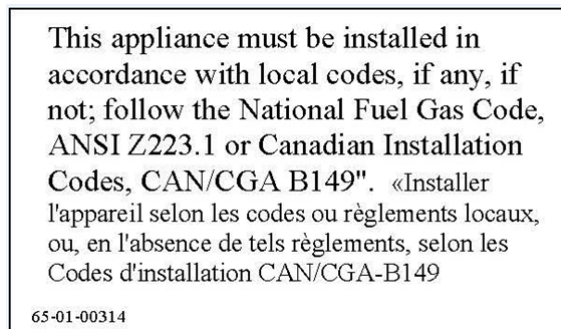 This appliance must be installed in
accordance with local codes, if any, if
not; follow the National Fuel Gas Code,
ANSI Z223.1 or Canadian Installation
Codes, CAN/CGA B149". «Installer
l'appareil selon les codes ou règlements locaux,
ou, en l'absence de tels règlements, selon les
Codes d'installation CAN/CGA-B149
65-01-00314